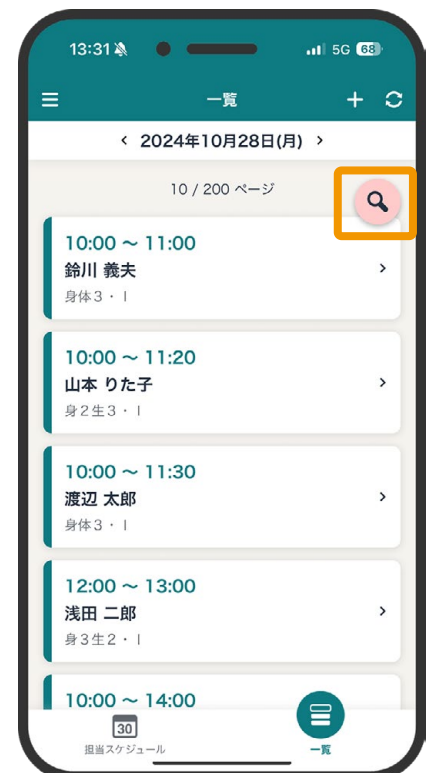 13:31 5G 68
一覧
2024年10月28日(月)
10 / 200 ページ
10:00 ~ 11:00
鈴川 義夫
身体3・I
10:00 ~ 11:20
山本 りた子
身2生3・I
10:00 ~ 11:30
渡辺 太郎
身体3・I
12:00 ~ 13:00
浅田 二郎
身3生2・I
10:00 ~ 14:00
30
担当スケジュール
一覧